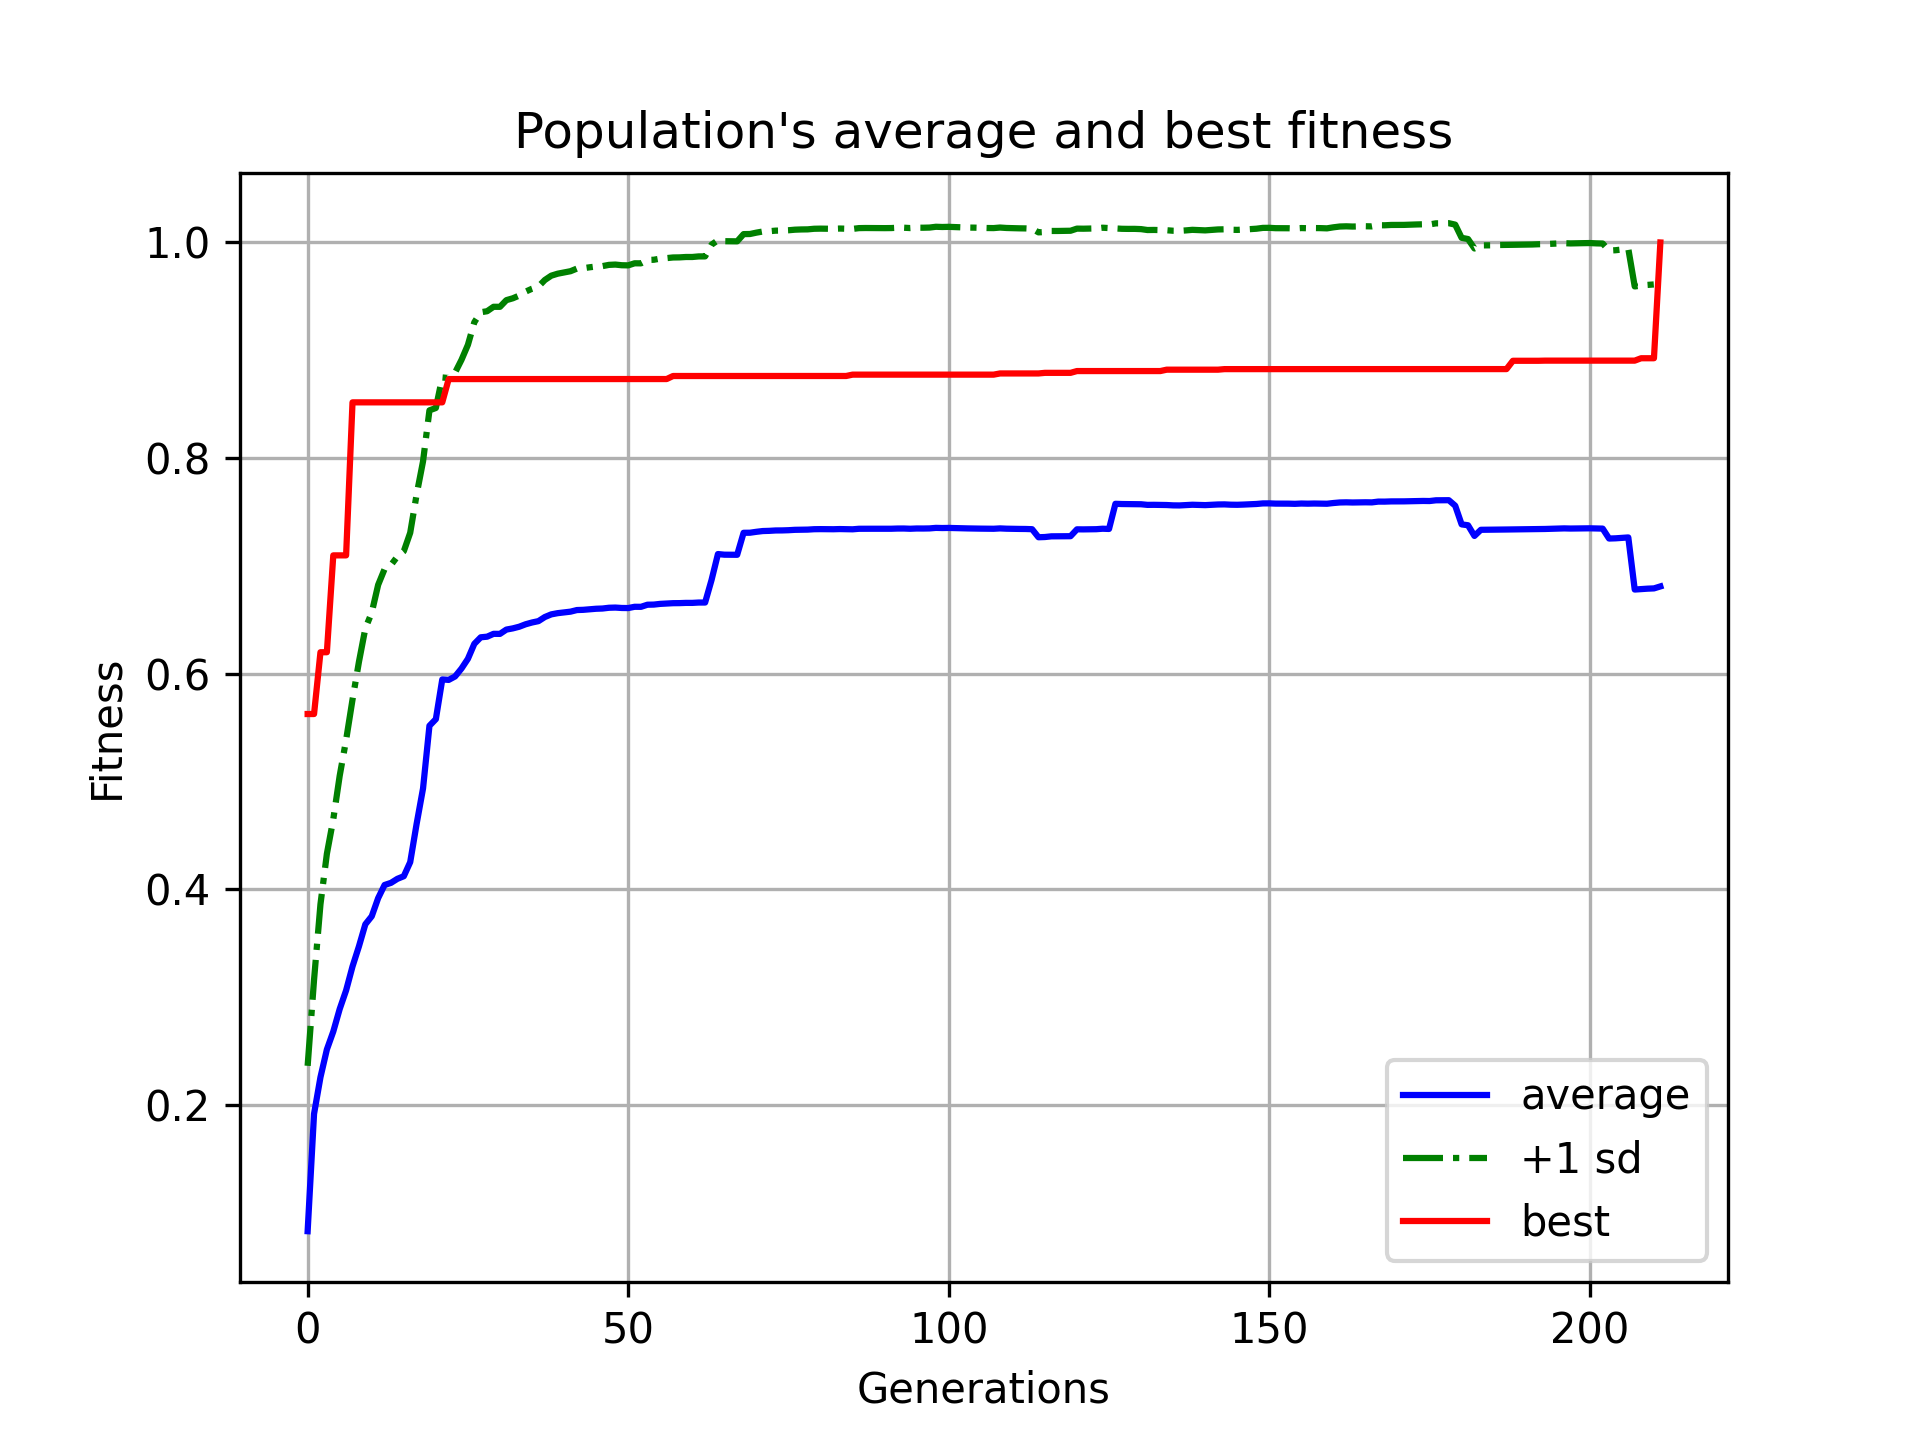 Population's average and best fitness
1.0
0.8
0.6
0.4
0.2
Fitness
0 50 100 150 200
Generations
average
+1 sd
best